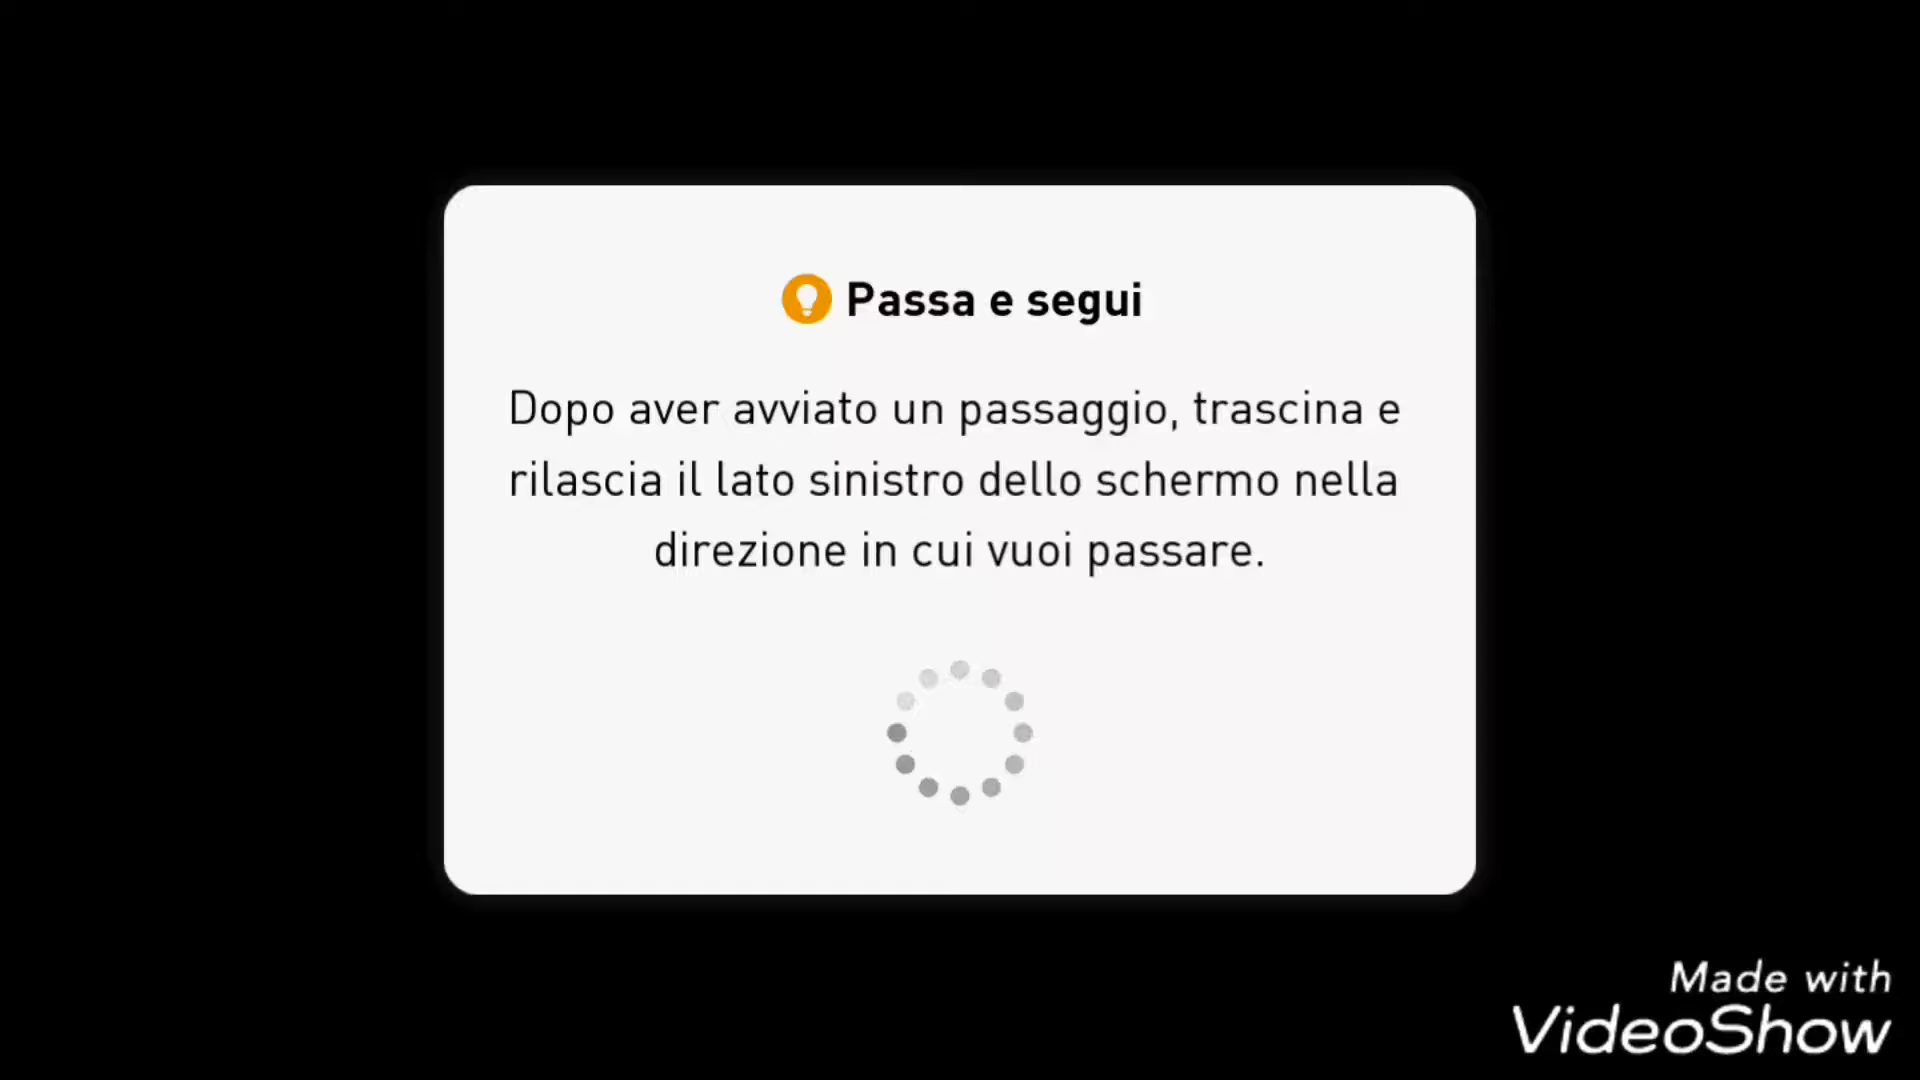 Passa e segui
Dopo aver avviato un passaggio, trascina e
rilascia il lato sinistro dello schermo nella
direzione in cui vuoi passare.
Made with
VideoShow